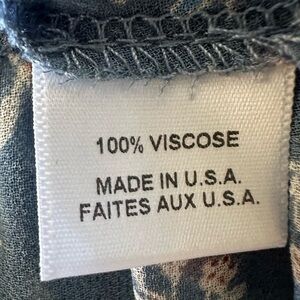 100% VISCOSE
MADE IN U.S.A.
FAITES AUX U.S.A.